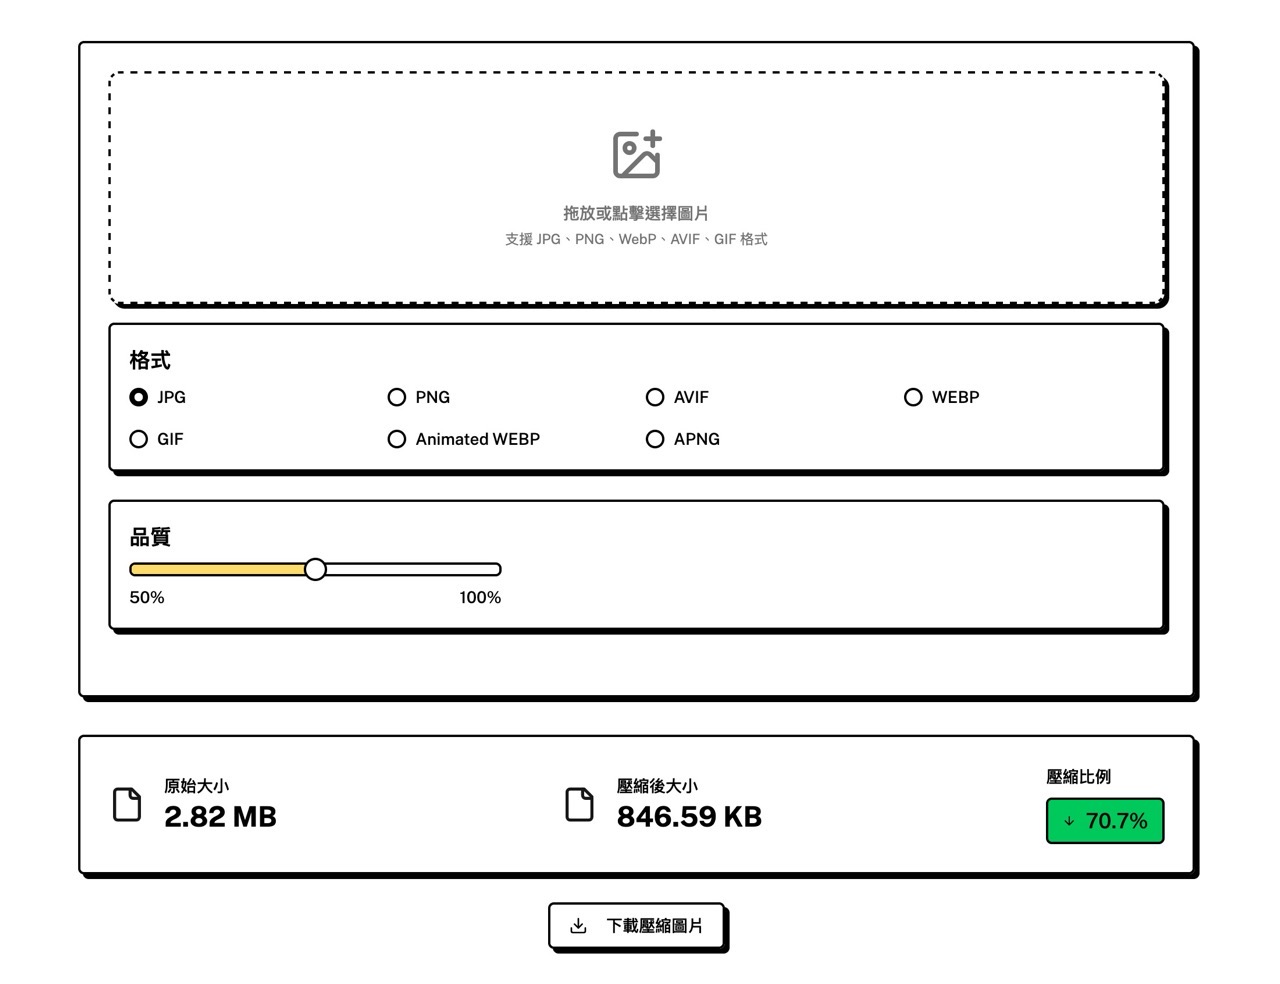 拖放或點擊選擇圖片
支援 JPG、PNG、WebP、AVIF、GIF 格式
格式
JPG
PNG
AVIF
WEBP
GIF
Animated WEBP
APNG
品質
50%
100%
原始大小
2.82 MB
壓縮後大小
846.59 KB
壓縮比例
↓ 70.7%
下載壓縮圖片